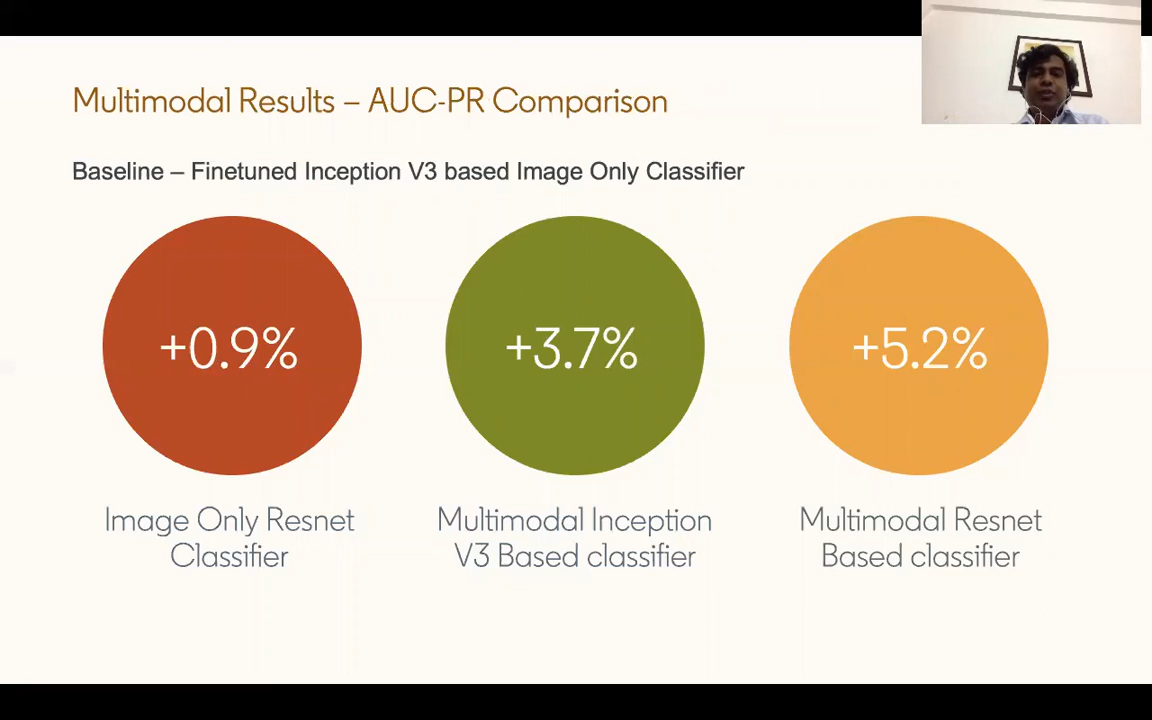 Multimodal Results – AUC-PR Comparison
Baseline – Finetuned Inception V3 based Image Only Classifier
+0.9%
+3.7%
+5.2%
Image Only Resnet
Classifier
Multimodal Inception
V3 Based classifier
Multimodal Resnet
Based classifier